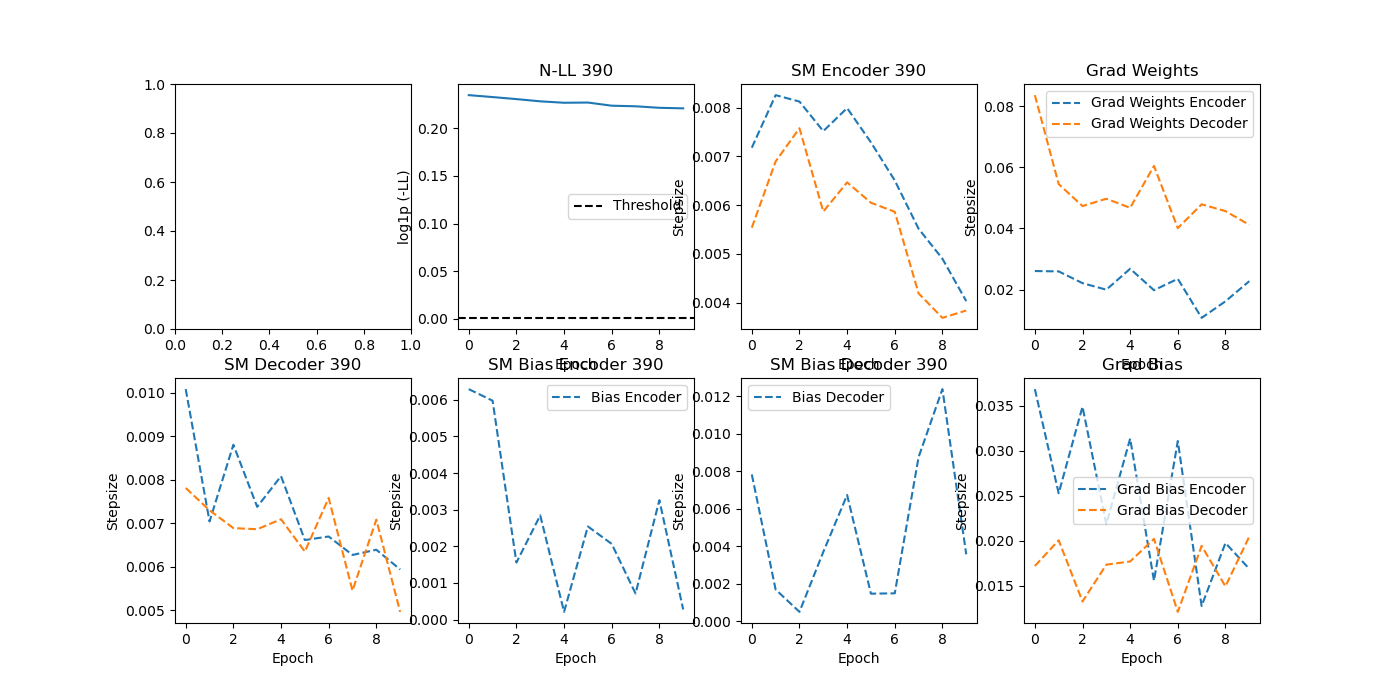 N-LL 390
SM Encoder 390
Grad Weights
1.0
0.8
0.6
0.4
0.2
0.0
0.0 0.2 0.4 0.6 0.8 1.0
log1p (-LL)
0.20
0.15
0.10
0.05
0.00
Threshold
0 2 4 6 8
Epoch
Stepsize
0.008
0.007
0.006
0.005
0.004
0 2 4 6 8
Epoch
Stepsize
0.08
0.06
0.04
0.02
Grad Weights Encoder
Grad Weights Decoder
0 2 4 6 8
Epoch
SM Decoder 390
SM Bias Encoder 390
SM Bias Decoder 390
Grad Bias
Stepsize
0.010
0.009
0.008
0.007
0.006
0.005
0 2 4 6 8
Epoch
Stepsize
0.006
0.005
0.004
0.003
0.002
0.001
0.000
Bias Encoder
0 2 4 6 8
Epoch
Stepsize
0.012
0.010
0.008
0.006
0.004
0.002
0.000
Bias Decoder
0 2 4 6 8
Epoch
Stepsize
0.035
0.030
0.025
0.020
0.015
Grad Bias Encoder
Grad Bias Decoder
0 2 4 6 8
Epoch